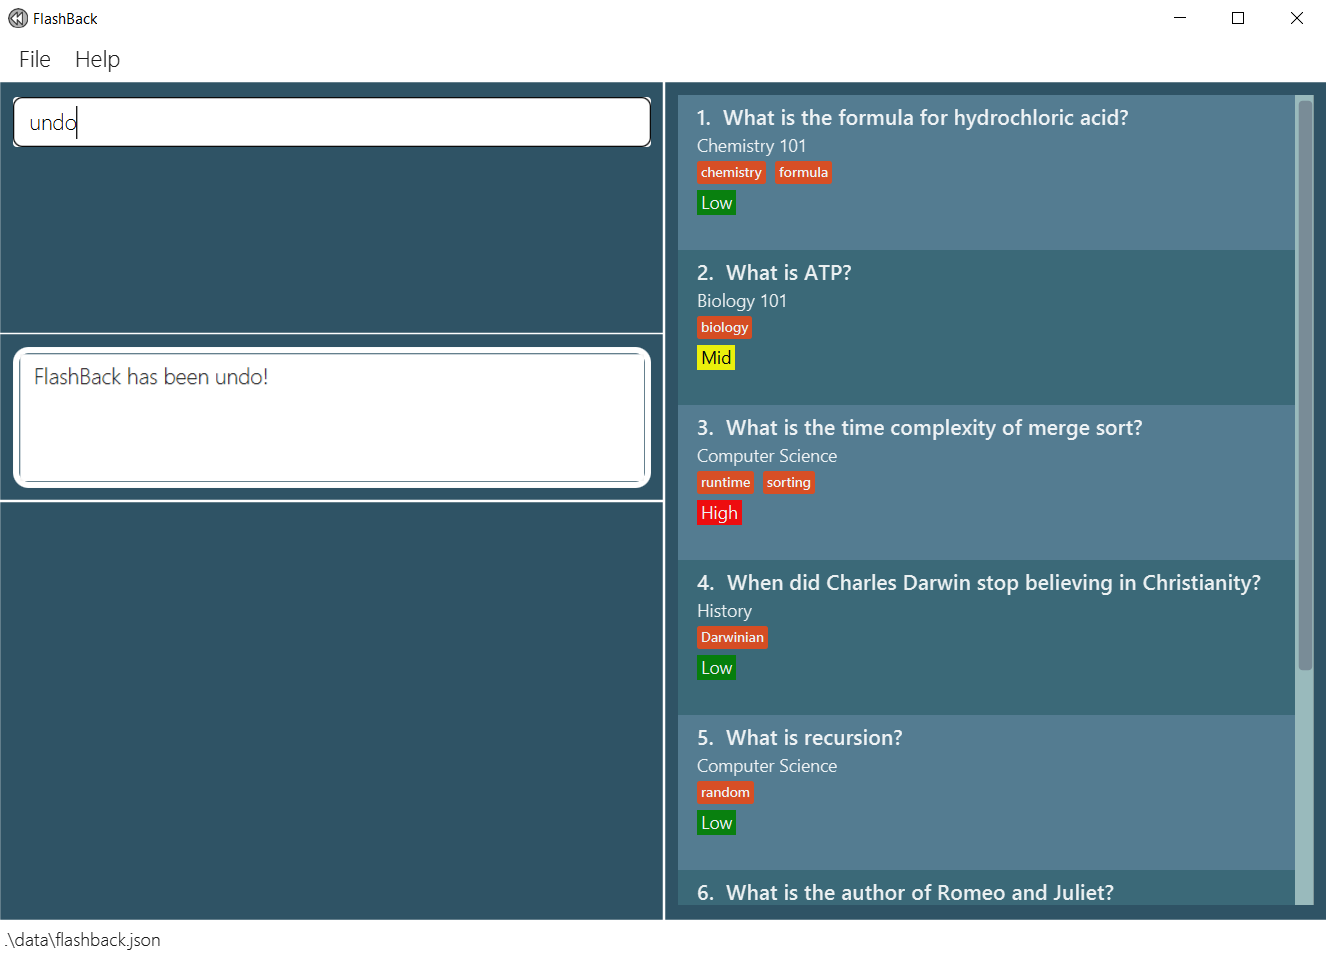 FlashBack
File Help
undo
FlashBack has been undo!
1. What is the formula for hydrochloric acid?
Chemistry 101
chemistry formula
Low
2. What is ATP?
Biology 101
biology
Mid
3. What is the time complexity of merge sort?
Computer Science
runtime sorting
High
4. When did Charles Darwin stop believing in Christianity?
History
Darwinian
Low
5. What is recursion?
Computer Science
random
Low
6. What is the author of Romeo and Juliet?
.\data\flashback.json